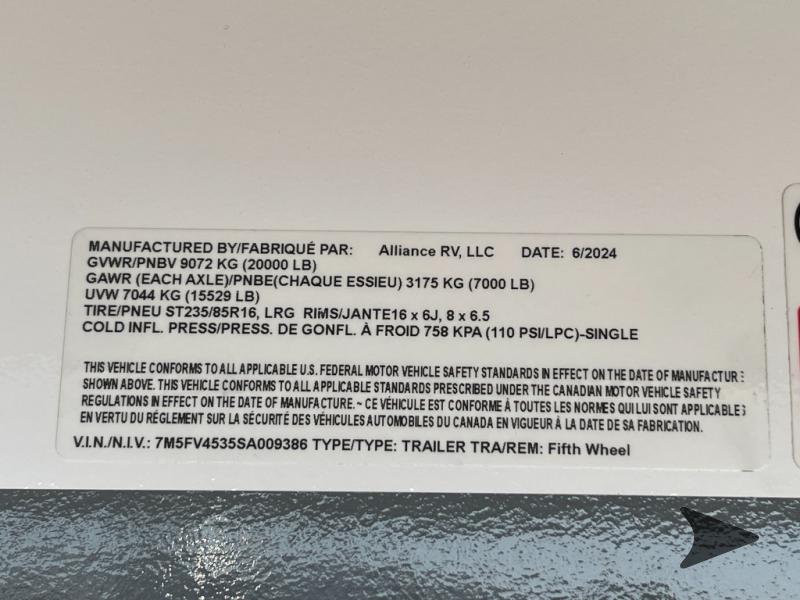 MANUFACTURED BY/FABRIQUÉ PAR: Alliance RV, LLC DATE: 6/2024
GVWR/PNBV 9072 KG (20000 LB)
GAWR (EACH AXLE)/PNBE(CHAQUE ESSIEU) 3175 KG (7000 LB)
UVW 7044 KG (15529 LB)
TIRE/PNEU ST235/85R16, LRG RIMS/JANTE16 x 6J, 8 x 6.5
COLD INFL. PRESS/PRESS. DE GONFL. À FROID 758 KPA (110 PSI/LPC)-SINGLE
THIS VEHICLE CONFORMS TO ALL APPLICABLE U.S. FEDERAL MOTOR VEHICLE SAFETY STANDARDS IN EFFECT ON THE DATE OF MANUFACTURE
SHOWN ABOVE. THIS VEHICLE CONFORMS TO ALL APPLICABLE STANDARDS PRESCRIBED UNDER THE CANADIAN MOTOR VEHICLE SAFETY
REGULATIONS IN EFFECT ON THE DATE OF MANUFACTURE. ~ CE VÉHICULE EST CONFORME À TOUTES LES NORMES QUI LUI SONT APPLICABLES
EN VERTU DU RÉGLEMENT SUR LA SÉCURITÉ DES VÉHICULES AUTOMOBILES DU CANADA EN VIGUEUR À LA DATE DE SA FABRICATION.
V.I.N./N.I.V.: 7M5FV4535SA009386 TYPE/TYPE: TRAILER TRA/REM: Fifth Wheel